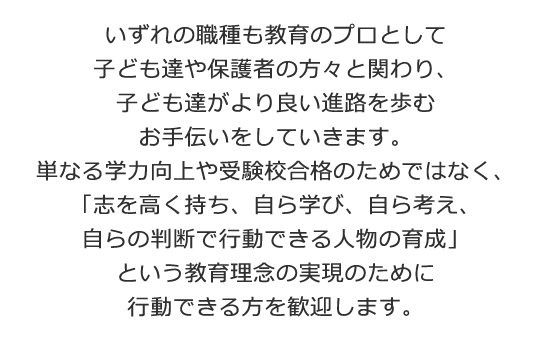 いずれの職種も教育のプロとして
子ども達や保護者の方々と関わり、
子ども達がより良い進路を歩む
お手伝いをしていきます。
単なる学力向上や受験校合格のためではなく、
「志を高く持ち、自ら学び、自ら考え、
自らの判断で行動できる人物の育成」
という教育理念の実現のために
行動できる方を歓迎します。